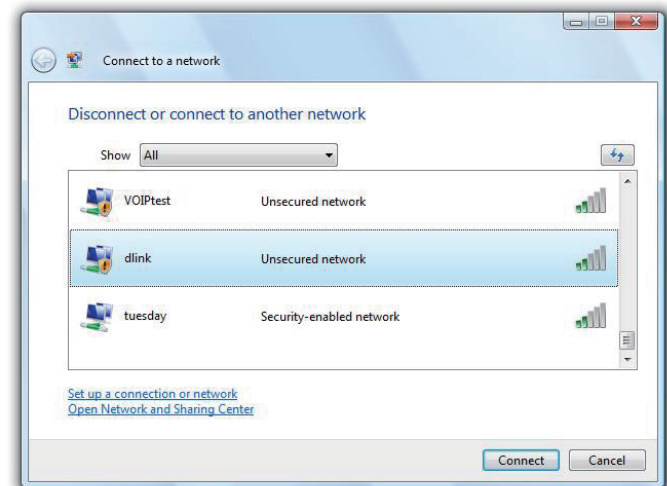 Connect to a network
Disconnect or connect to another network
Show All
VOIPtest Unsecured network
dlink Unsecured network
tuesday Security-enabled network
Set up a connection or network
Open Network and Sharing Center
Connect Cancel